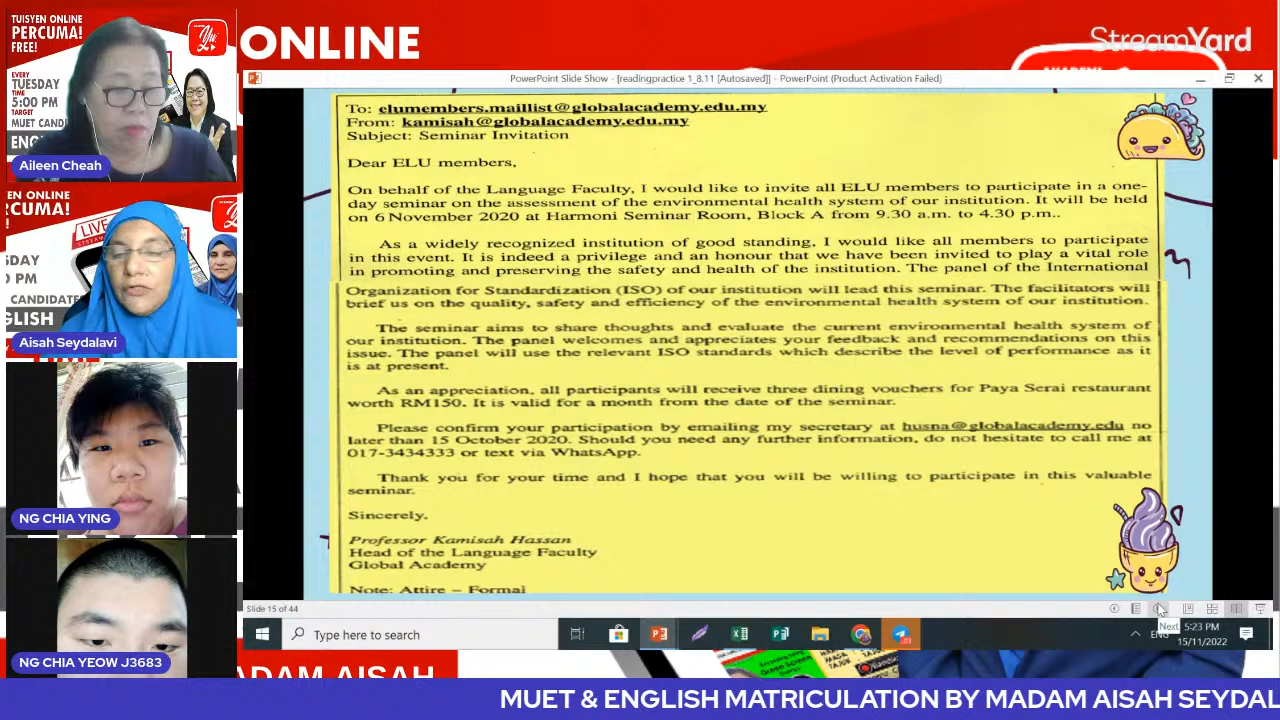 TUISYEN ONLINE
PERCUMA!
FREE!
EVERY
TUESDAY
TIME
5:00 PM
TARGET
MUET CANDI
Aileen Cheah
EN ONLINE
CUMA!
LIVE
SDAY
0 PM
CANDIDATE
GLISH
Aisah Seydalavi
NG CHIA YING
NG CHIA YEOW J3683
ONLINE
StreamYard
PowerPoint Slide Show - [readingpractice 1_8.11 [Autosaved]] - PowerPoint (Product Activation Failed)
To: elumembers.maillist@globalacademy.edu.my
From: kamisah@globalacademy.edu.my
Subject: Seminar Invitation
Dear ELU members,
On behalf of the Language Faculty, I would like to invite all ELU members to participate in a one-
day seminar on the assessment of the environmental health system of our institution. It will be held
on 6 November 2020 at Harmoni Seminar Room, Block A from 9.30 a.m. to 4.30 p.m..
As a widely recognized institution of good standing, I would like all members to participate
in this event. It is indeed a privilege and an honour that we have been invited to play a vital role
in promoting and preserving the safety and health of the institution. The panel of the International
Organization for Standardization (ISO) of our institution will lead this seminar. The facilitators will
brief us on the quality, safety and efficiency of the environmental health system of our institution.
The seminar aims to share thoughts and evaluate the current environmental health system of
our institution. The panel welcomes and appreciates your feedback and recommendations on this
issue. The panel will use the relevant ISO standards which describe the level of performance as it
is at present.
As an appreciation, all participants will receive three dining vouchers for Paya Serai restaurant
worth RM150. It is valid for a month from the date of the seminar.
Please confirm your participation by emailing my secretary at husna@globalacademy.edu no
later than 15 October 2020. Should you need any further information, do not hesitate to call me at
017-3434333 or text via WhatsApp.
Thank you for your time and I hope that you will be willing to participate in this valuable
seminar.
Sincerely,
Professor Kamisah Hassan
Head of the Language Faculty
Global Academy
Note: Attire – Formal
Slide 15 of 44
Next
Type here to search
ENG
5:23 PM
15/11/2022
ADAM AISAH
MUET & ENGLISH MATRICULATION BY MADAM AISAH SEYDAL